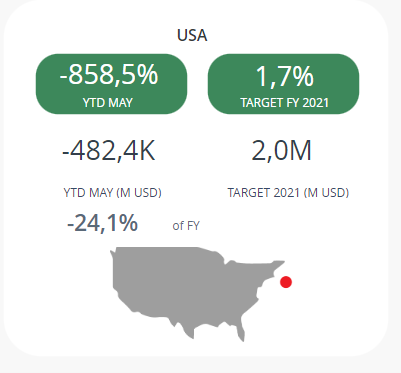 USA
-858,5% 1,7%
YTD MAY TARGET FY 2021
-482,4K 2,0M
YTD MAY (M USD) TARGET 2021 (M USD)
-24,1% of FY